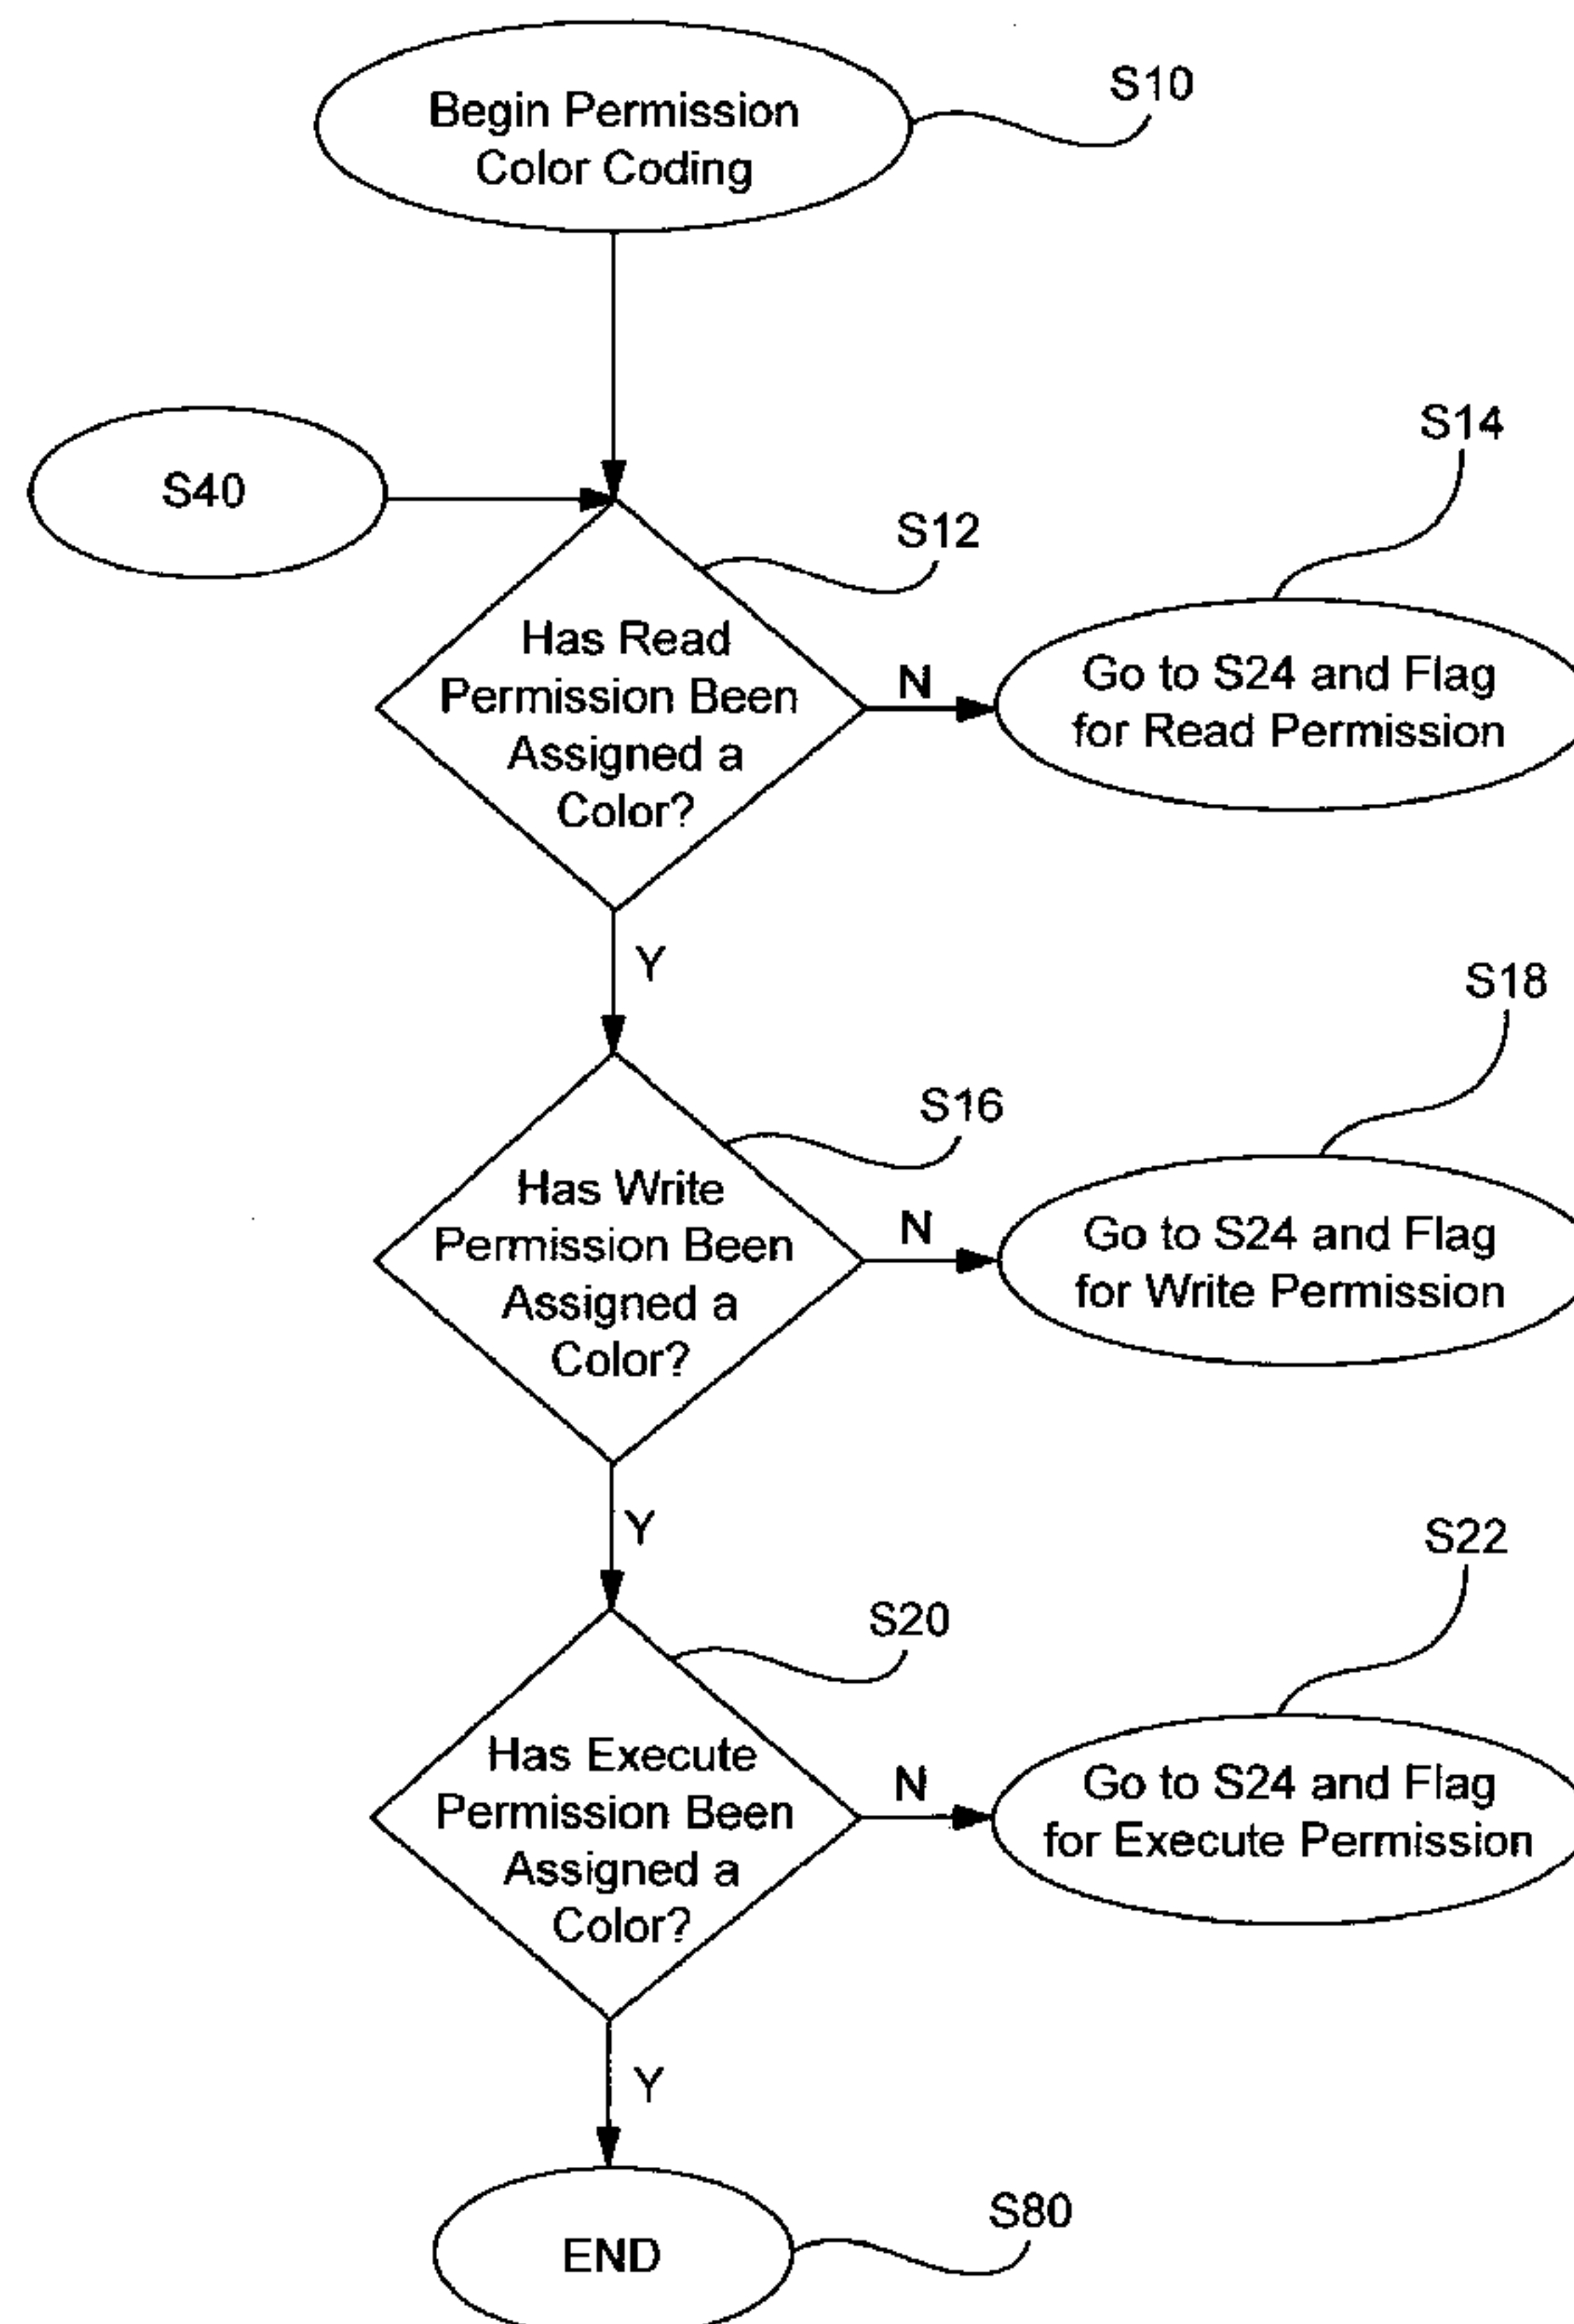 Begin Permission
Color Coding
S10
S40
S12
S14
Has Read
Permission Been
Assigned a
Color?
N
Go to S24 and Flag
for Read Permission
Y
S16
S18
Has Write
Permission Been
Assigned a
Color?
N
Go to S24 and Flag
for Write Permission
Y
S20
S22
Has Execute
Permission Been
Assigned a
Color?
N
Go to S24 and Flag
for Execute Permission
Y
END
S80